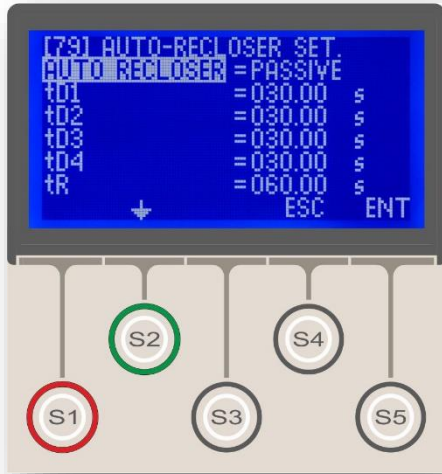 [79] AUTO-RECLOSER SET.
AUTO RECLOSER =PASSIVE
tD1 =030.00 s
tD2 =030.00 s
tD3 =030.00 s
tD4 =030.00 s
tR =060.00 s
ESC ENT
S2 S4
S1 S3 S5